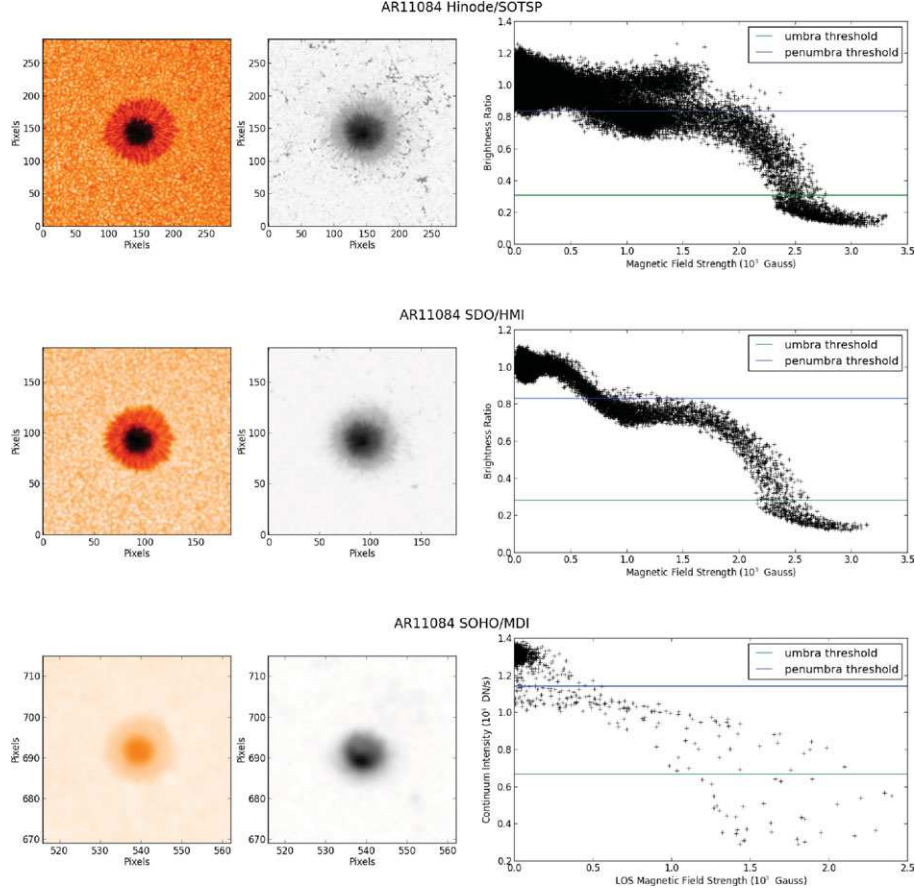 AR11084 Hinode/SOTSP
250
200
150
100
50
0
Pixels
0 50 100 150 200 250
Pixels
250
200
150
100
50
0
Pixels
0 50 100 150 200 250
Pixels
1.4
1.2
1.0
0.8
0.6
0.4
0.2
0.0
Brightness Ratio
umbra threshold
penumbra threshold
0.0 0.5 1.0 1.5 2.0 2.5 3.0 3.5
Magnetic Field Strength (10³ Gauss)
AR11084 SDO/HMI
150
100
50
0
Pixels
0 50 100 150
Pixels
150
100
50
0
Pixels
0 50 100 150
Pixels
1.2
1.0
0.8
0.6
0.4
0.2
0.0
Brightness Ratio
umbra threshold
penumbra threshold
0.0 0.5 1.0 1.5 2.0 2.5 3.0 3.5
Magnetic Field Strength (10³ Gauss)
AR11084 SOHO/MDI
710
700
690
680
670
Pixels
520 530 540 550 560
Pixels
710
700
690
680
670
Pixels
520 530 540 550 560
Pixels
1.4
1.2
1.0
0.8
0.6
0.4
0.2
Continuum Intensity (10 DN/s)
umbra threshold
penumbra threshold
0.0 0.5 1.0 1.5 2.0 2.5
LOS Magnetic Field Strength (10³ Gauss)